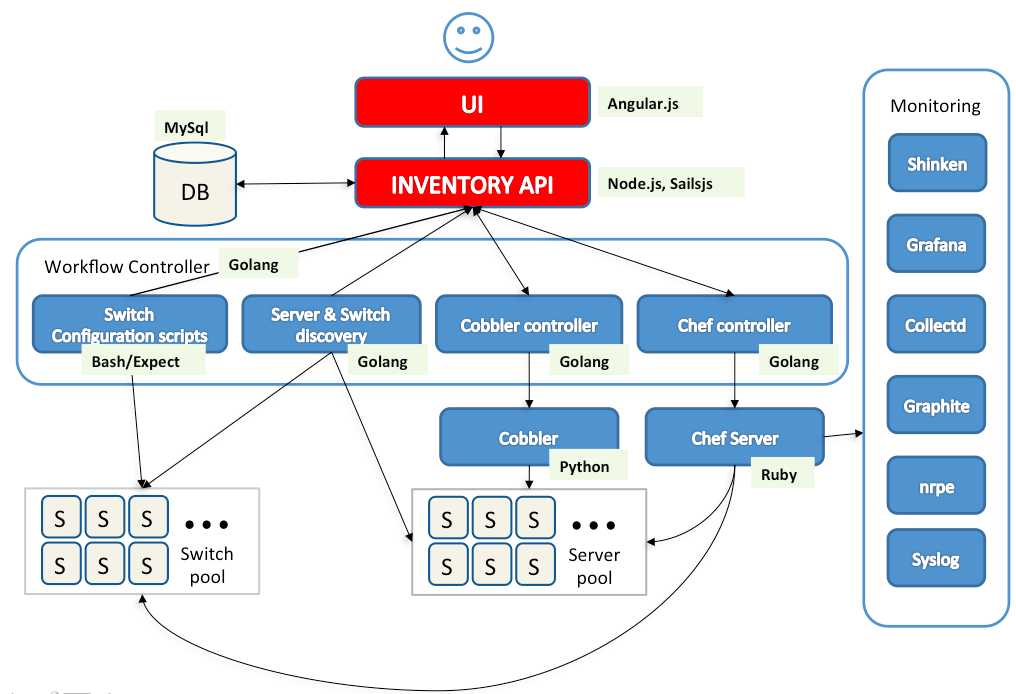 UI
Angular.js
MySql
DB
INVENTORY API
Node.js, Sailsjs
Workflow Controller
Golang
Switch
Configuration scripts
Bash/Expect
Server & Switch
discovery
Golang
Cobbler controller
Golang
Chef controller
Golang
Cobbler
Python
Chef Server
Ruby
S S S
S S S
Switch
pool
S S S
S S S
Server
pool
Monitoring
Shinken
Grafana
Collectd
Graphite
nrpe
Syslog